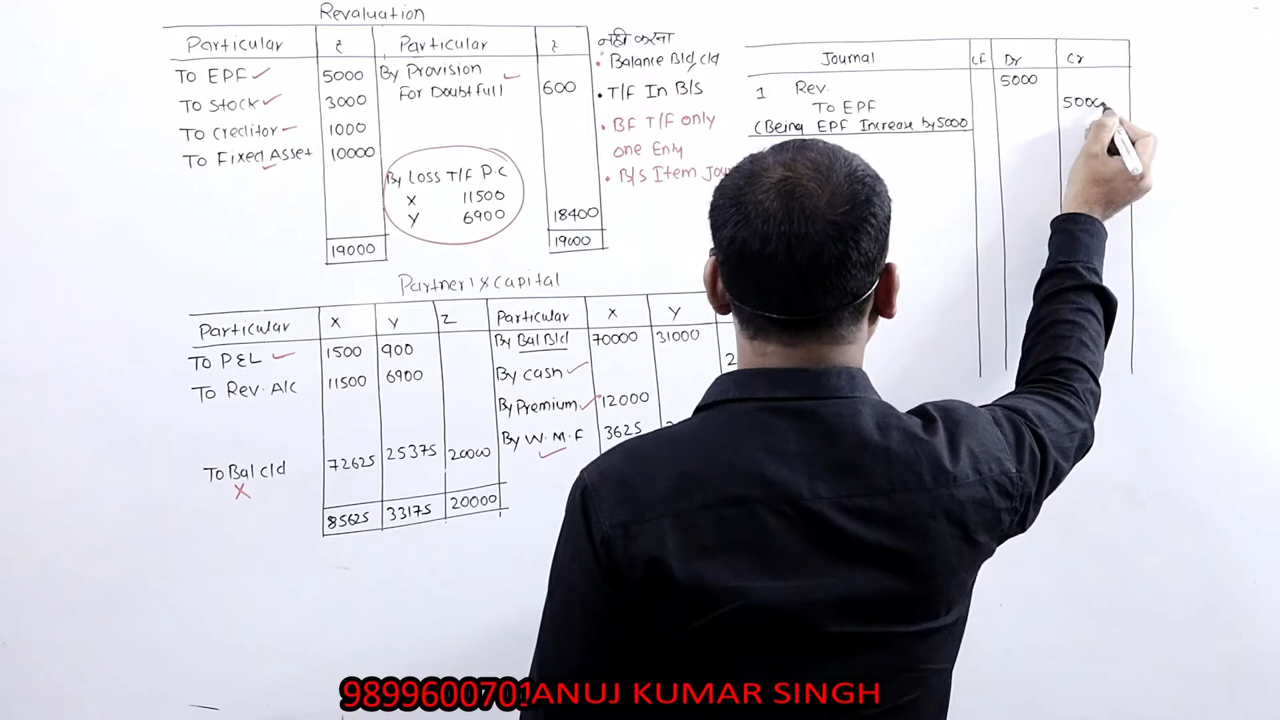 Revaluation
Particular ₹ Particular ₹
To EPF 5000 By Provision
For Doubtfull 600
To Stock 3000
To Creditor 1000
To Fixed Asset 10000
By Loss T/F P.C
X 11500
Y 6900 18400
19000 19000
नही करना
• Balance Bld, cld
• T/F In B/S
• BF T/F only
one Enly
• B/S Item
Journal LF Dr Cr
1 Rev. 5000
To EPF 5000
(Being EPF Increase by 5000
Partner's capital
Particular X Y Z Particular X Y
To P&L 1500 900 By Bal Bld 70000 31000
To Rev. A/c 11500 6900 By cash 2
By Premium 12000
By W.M.F 3625
To Bal Cld 72625 25375 20000
X
85625 33175 20000
9899600701 ANUJ KUMAR SINGH